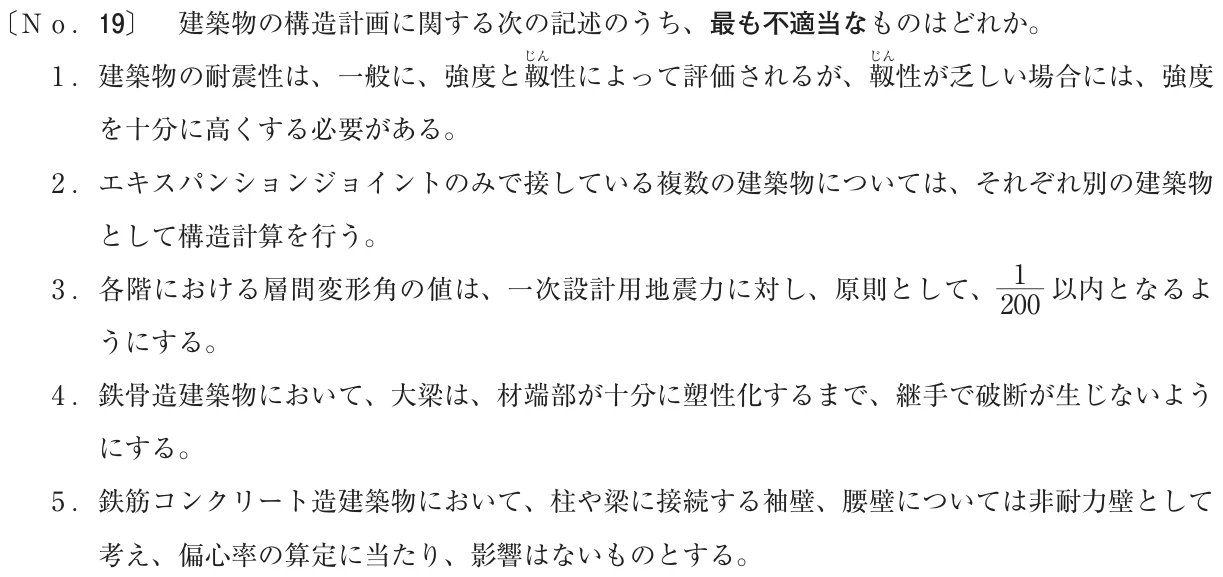 〔Ｎｏ．19〕　建築物の構造計画に関する次の記述のうち、最も不適当なものはどれか。
１．建築物の耐震性は、一般に、強度と靱じん性によって評価されるが、靱じん性が乏しい場合には、強度
を十分に高くする必要がある。
２．エキスパンションジョイントのみで接している複数の建築物については、それぞれ別の建築物
として構造計算を行う。
３．各階における層間変形角の値は、一次設計用地震力に対し、原則として、1/200 以内となるよ
うにする。
４．鉄骨造建築物において、大梁は、材端部が十分に塑性化するまで、継手で破断が生じないよう
にする。
５．鉄筋コンクリート造建築物において、柱や梁に接続する袖壁、腰壁については非耐力壁として
考え、偏心率の算定に当たり、影響はないものとする。